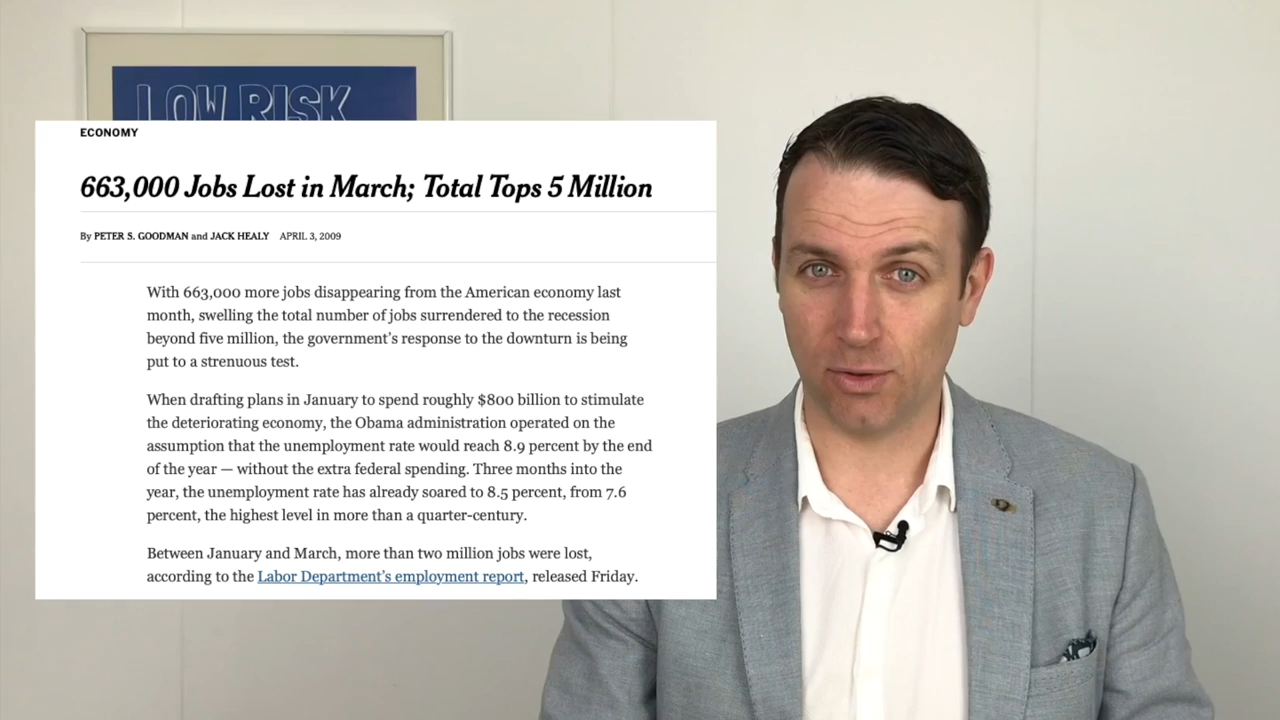 LOW RISK
ECONOMY
663,000 Jobs Lost in March; Total Tops 5 Million
By PETER S. GOODMAN and JACK HEALY APRIL 3, 2009
With 663,000 more jobs disappearing from the American economy last
month, swelling the total number of jobs surrendered to the recession
beyond five million, the government's response to the downturn is being
put to a strenuous test.
When drafting plans in January to spend roughly $800 billion to stimulate
the deteriorating economy, the Obama administration operated on the
assumption that the unemployment rate would reach 8.9 percent by the end
of the year — without the extra federal spending. Three months into the
year, the unemployment rate has already soared to 8.5 percent, from 7.6
percent, the highest level in more than a quarter-century.
Between January and March, more than two million jobs were lost,
according to the Labor Department's employment report, released Friday.